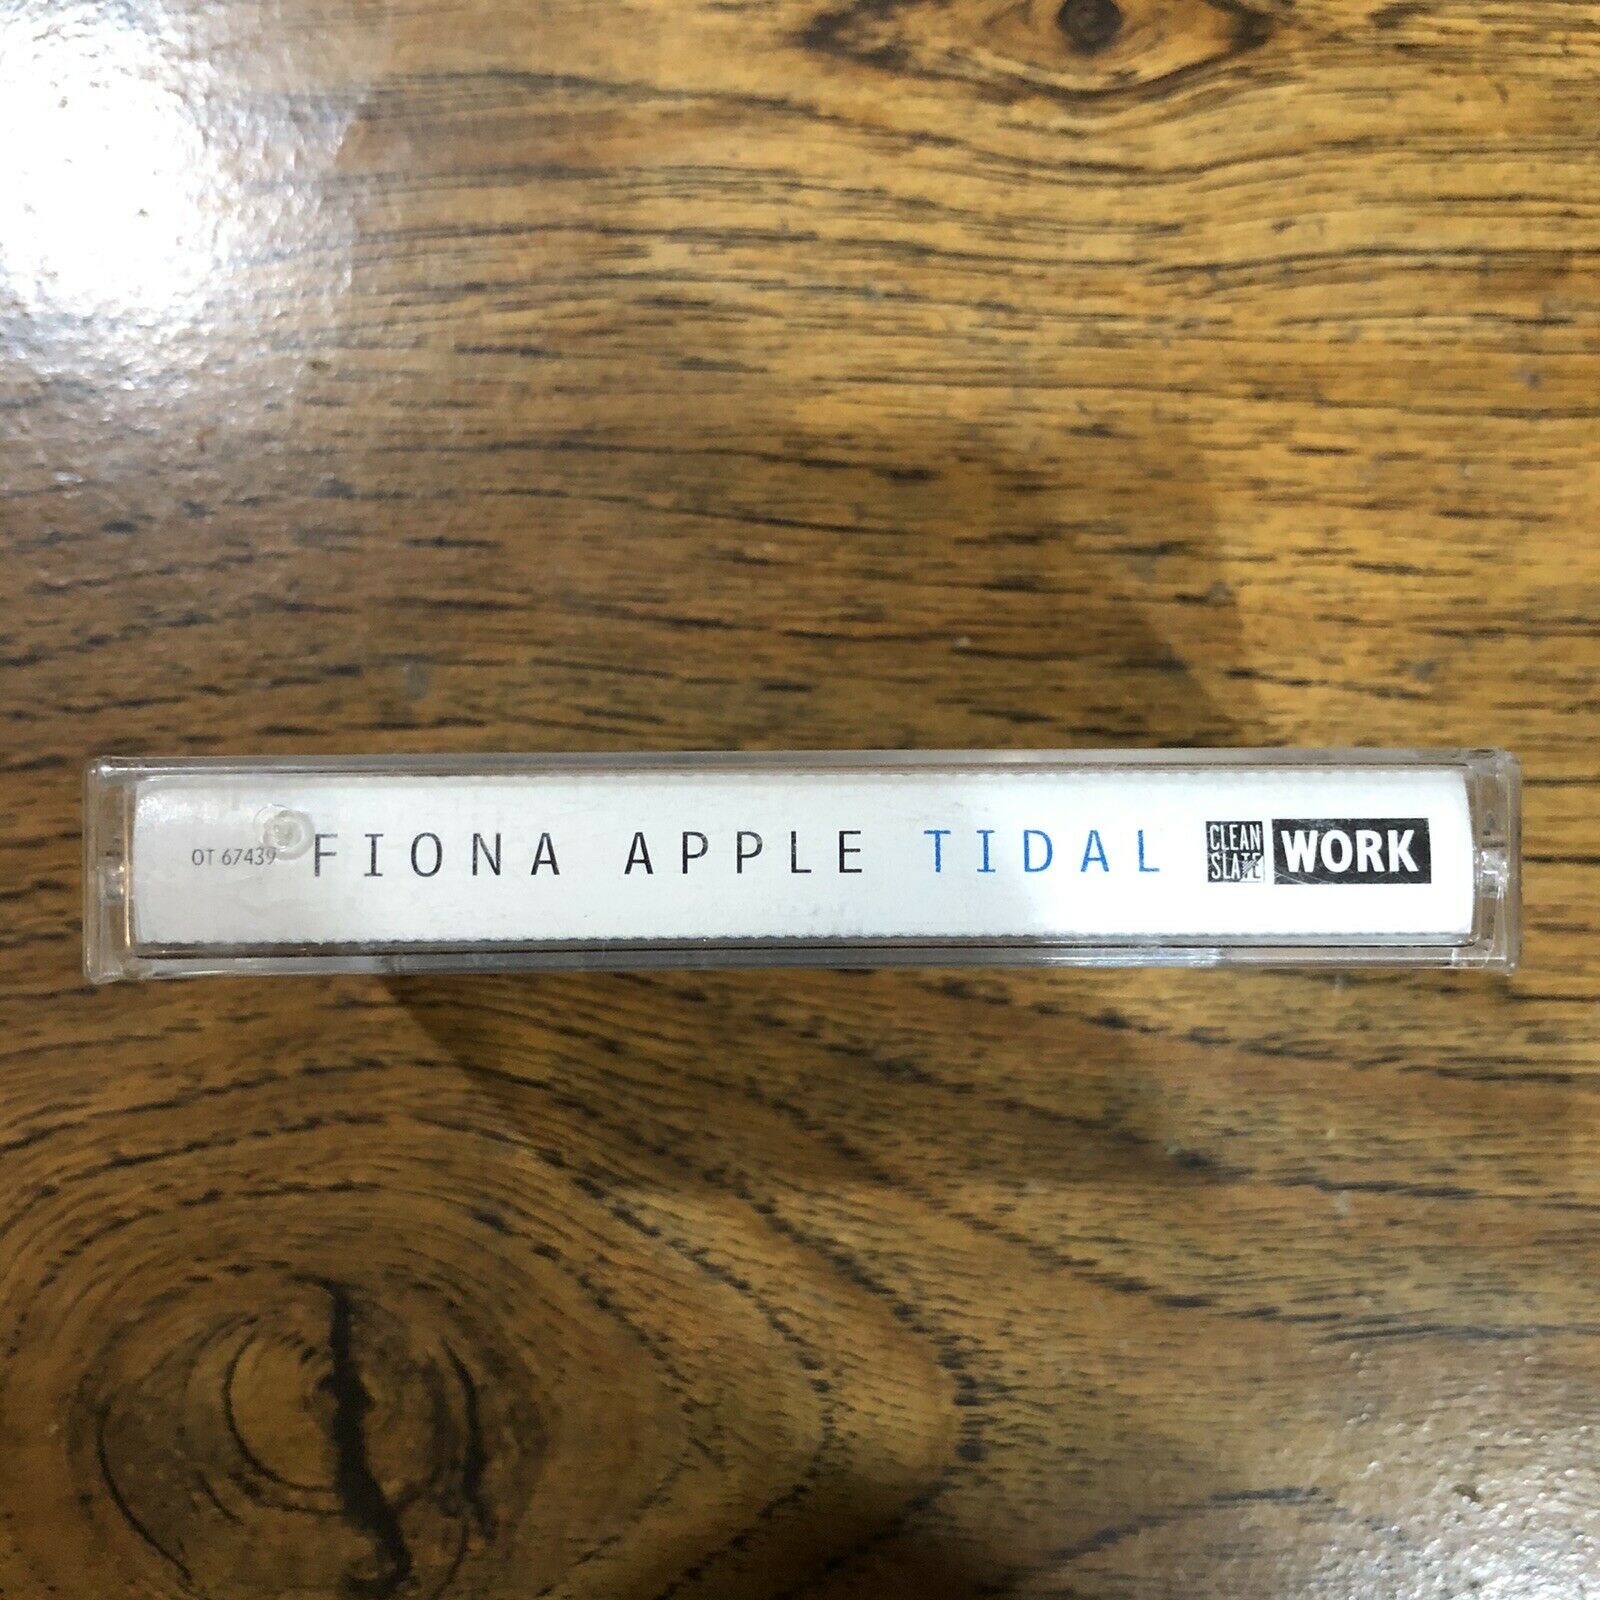 OT 67439 FIONA APPLE TIDAL CLEAN SLATE WORK